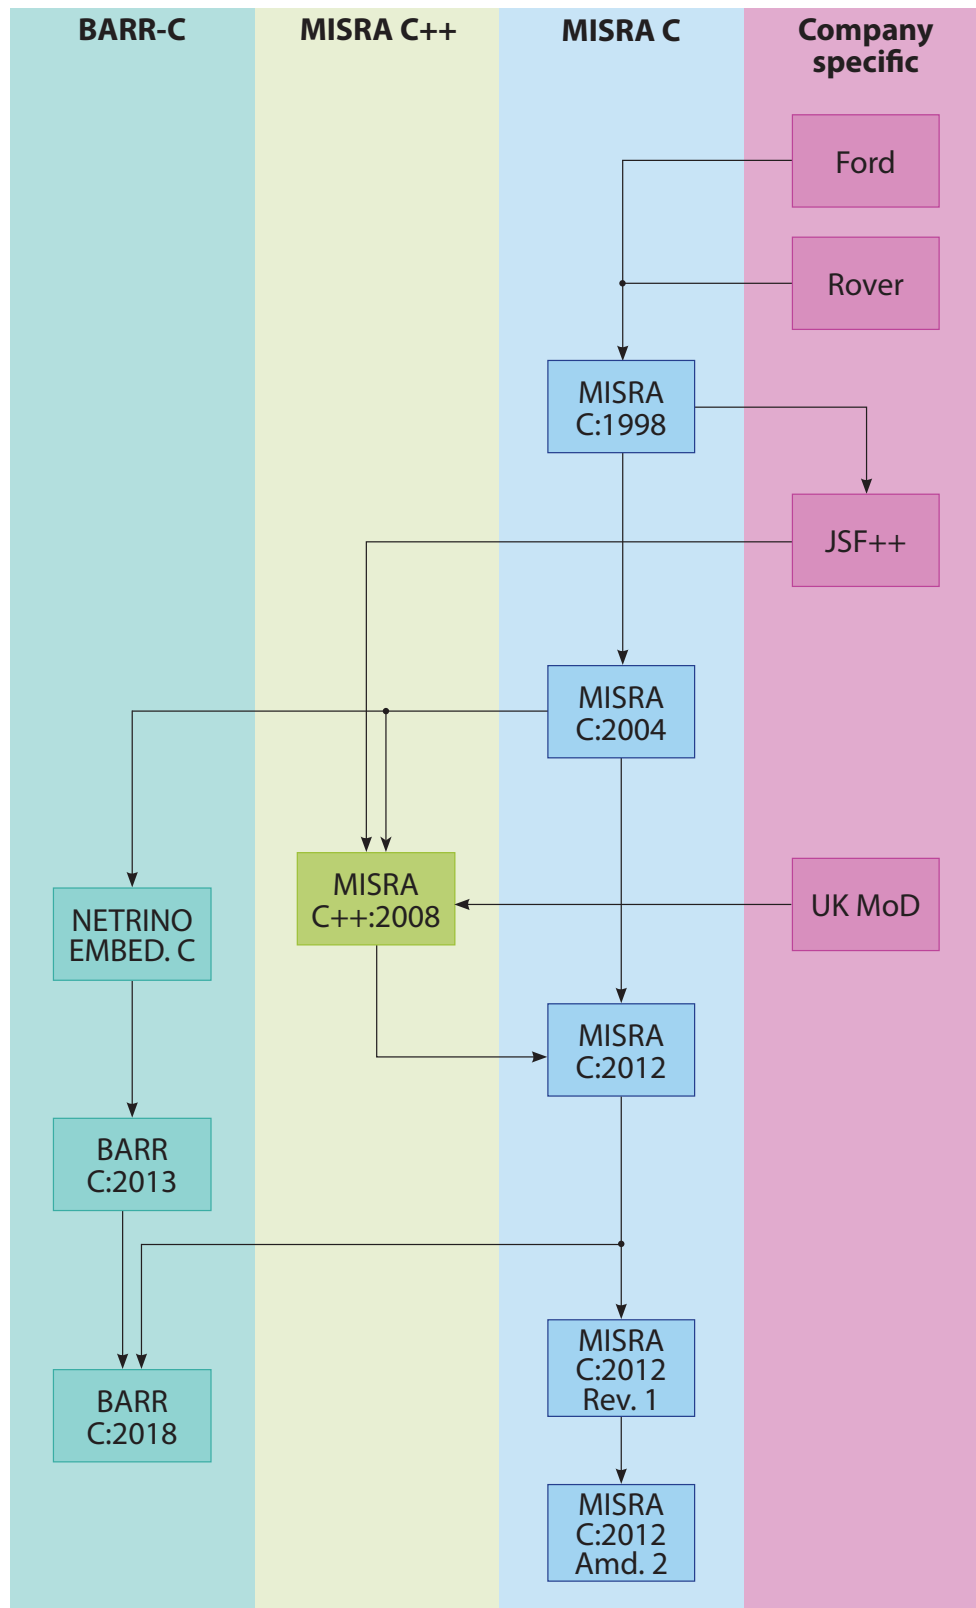 BARR-C
MISRA C++
MISRA C
Company
specific
Ford
Rover
MISRA
C:1998
JSF++
MISRA
C:2004
MISRA
C++:2008
UK MoD
NETRINO
EMBED. C
MISRA
C:2012
BARR
C:2013
MISRA
C:2012
Rev. 1
BARR
C:2018
MISRA
C:2012
Amd. 2